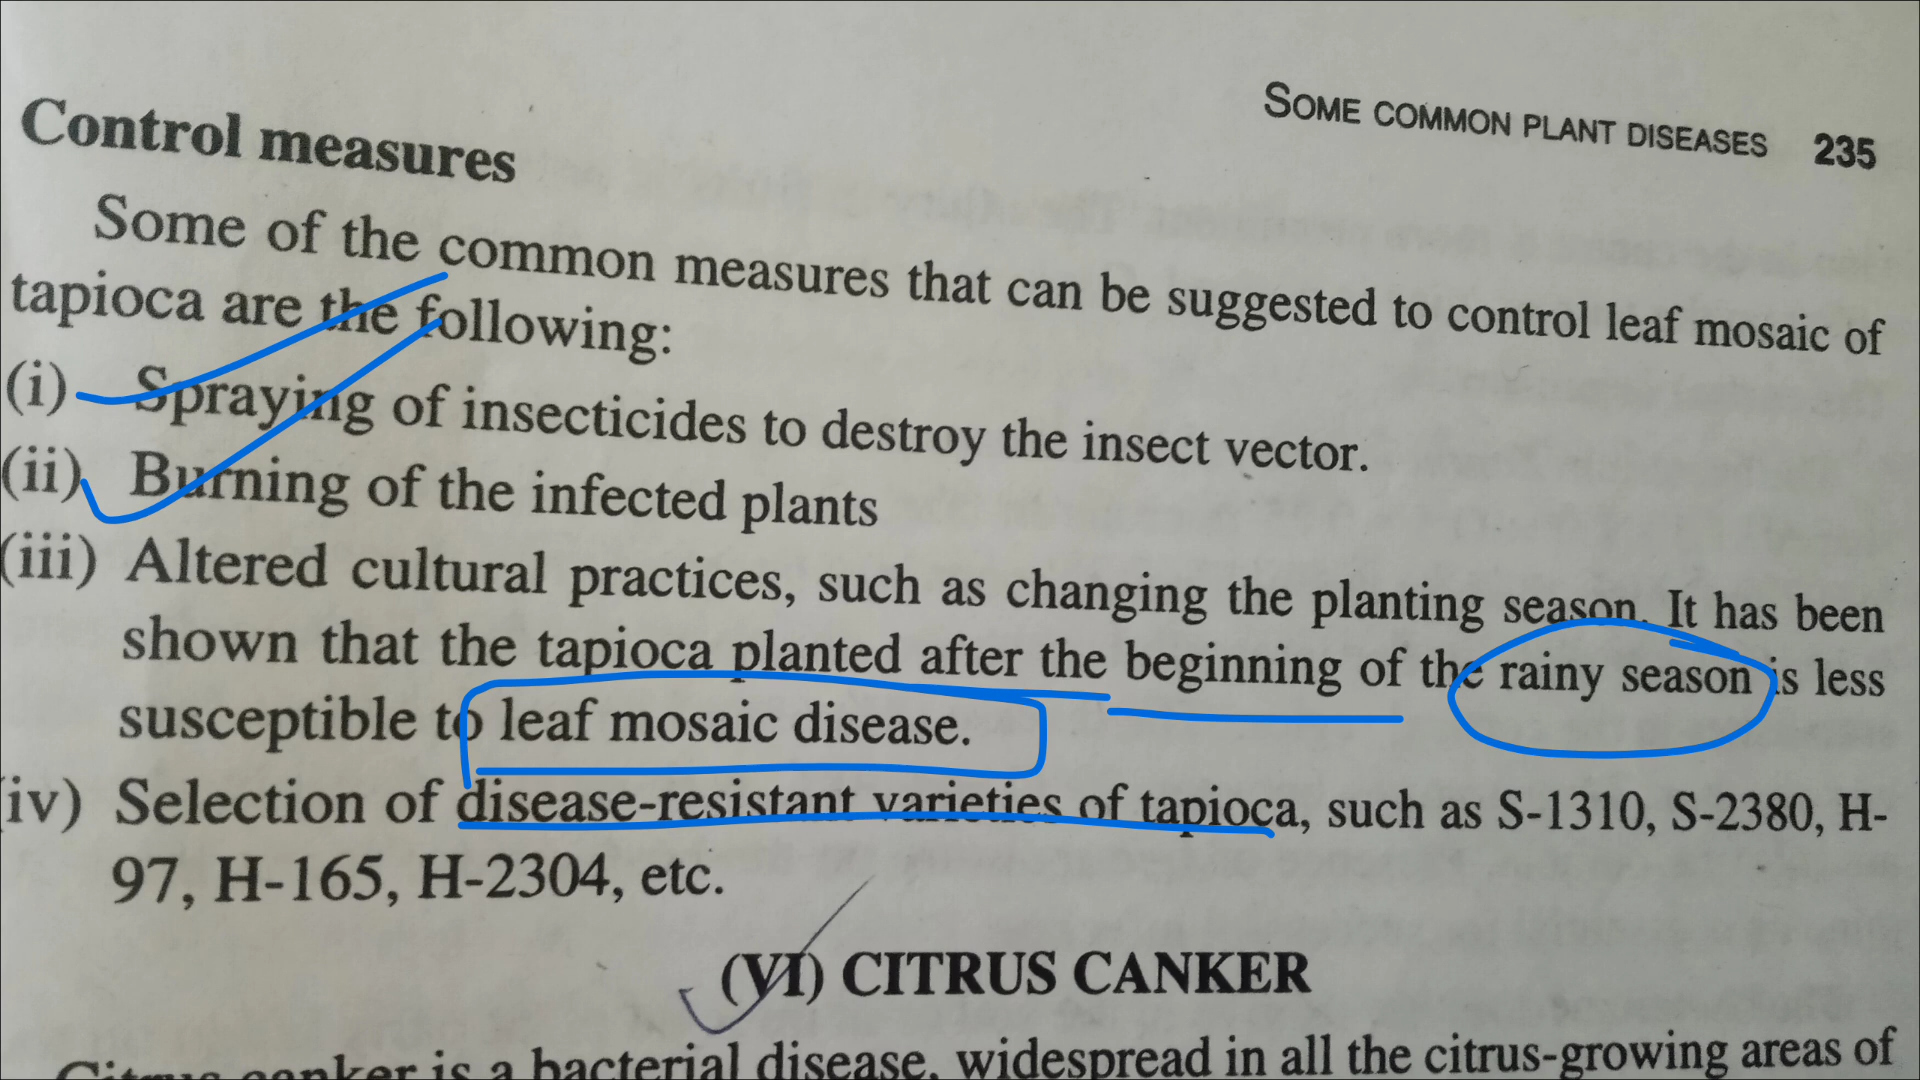 SOME COMMON PLANT DISEASES 235
Control measures
Some of the common measures that can be suggested to control leaf mosaic of
tapioca are the following:
(i) Spraying of insecticides to destroy the insect vector.
(ii) Burning of the infected plants
(iii) Altered cultural practices, such as changing the planting season. It has been
shown that the tapioca planted after the beginning of the rainy season is less
susceptible to leaf mosaic disease.
iv) Selection of disease-resistant varieties of tapioca, such as S-1310, S-2380, H-
97, H-165, H-2304, etc.
(VI) CITRUS CANKER
Citrus canker is a bacterial disease, widespread in all the citrus-growing areas of